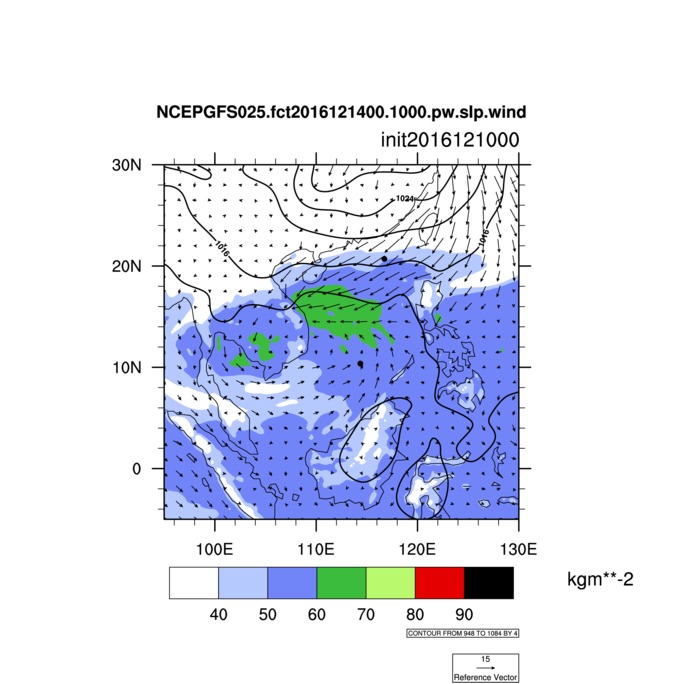 NCEPGFS025.fct2016121400.1000.pw.slp.wind
init2016121000
30N
20N
10N
0
1024
1016
1016
100E 110E 120E 130E
kgm**-2
40 50 60 70 80 90
CONTOUR FROM 948 TO 1084 BY 4
15
Reference Vector